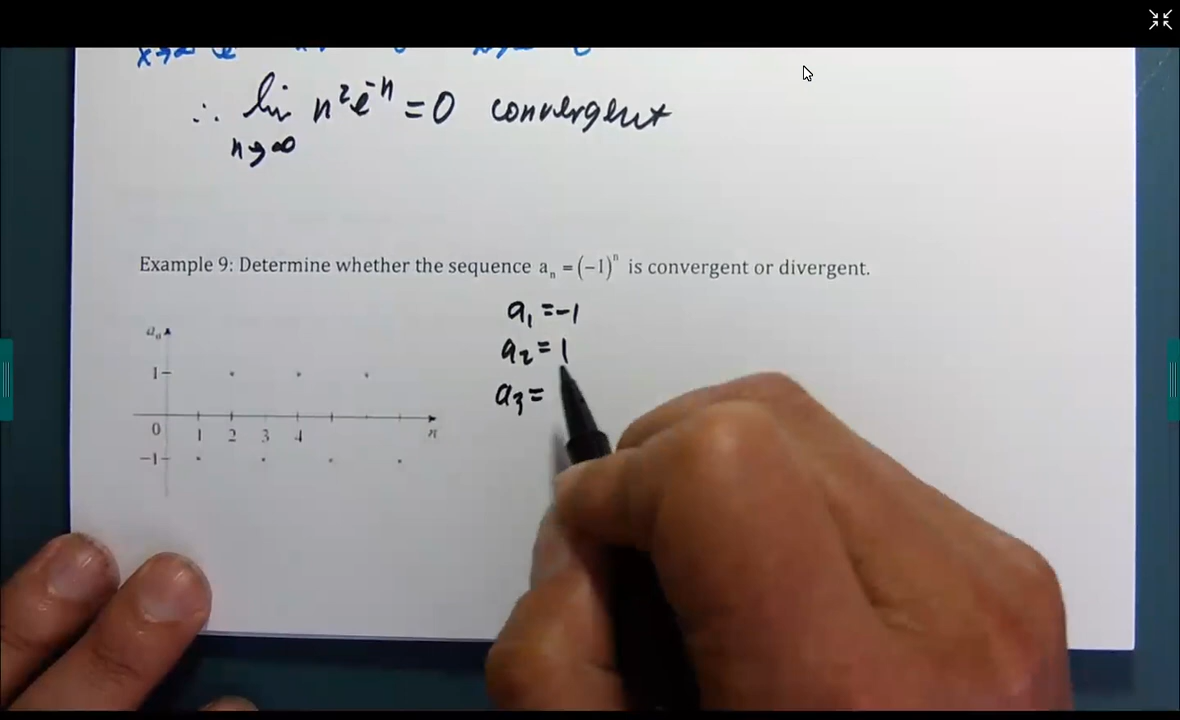 ∴ lim n²e⁻ⁿ = 0 convergent
n→∞
Example 9: Determine whether the sequence aₙ = (−1)ⁿ is convergent or divergent.
a₁ = -1
a₂ = 1
a₃ =
aₙ
1
0 1 2 3 4 n
−1